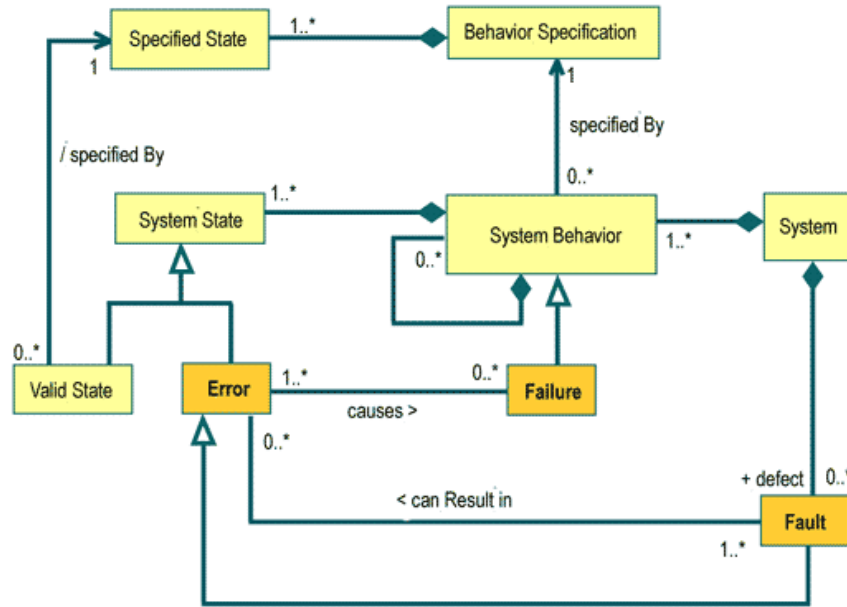 Specified State
1..*
Behavior Specification
1
1
/ specified By
specified By
0..*
System State
1..*
System Behavior
0..*
1..*
System
0..*
Valid State
Error
1..*
causes >
0..*
Failure
0..*
< can Result in
+ defect
0..*
Fault
1..*